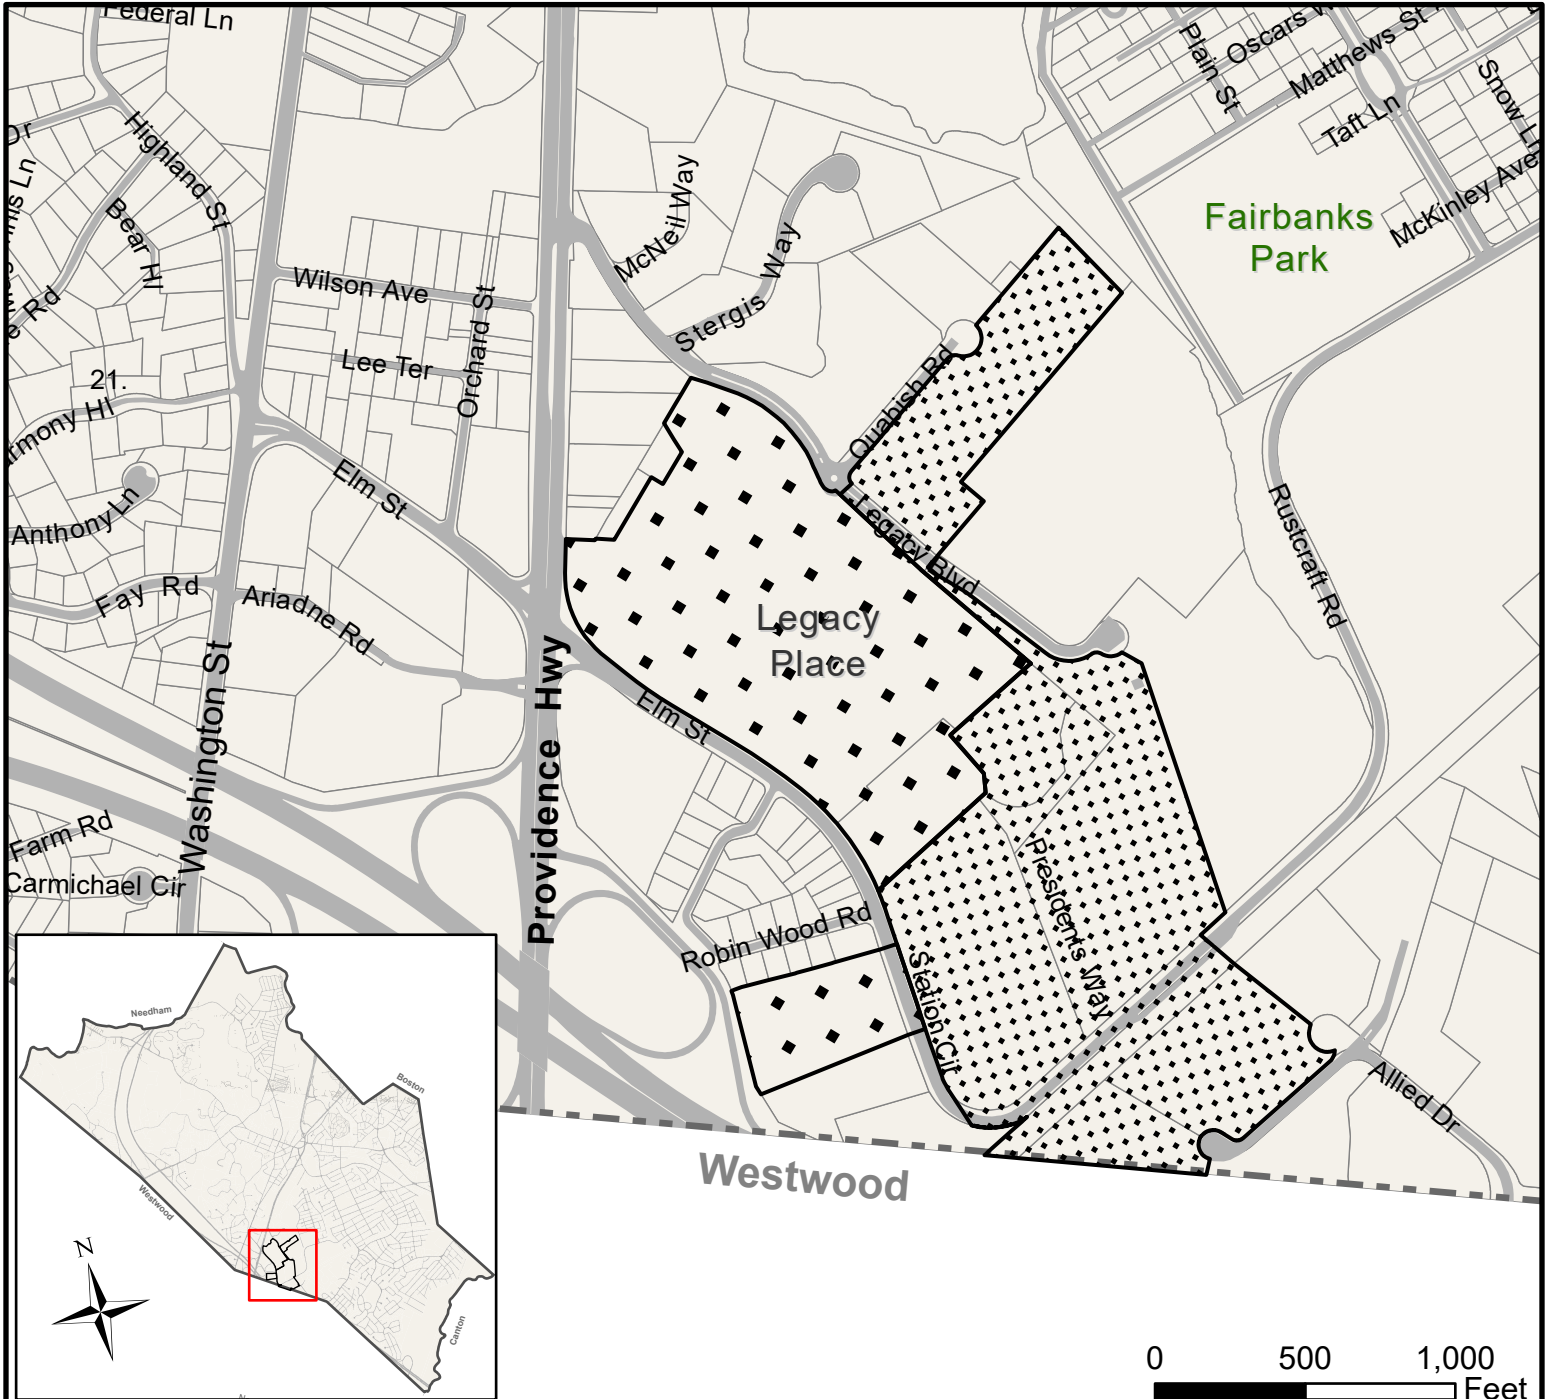 Federal Ln
Plain St
Oscars
Matthews St
Snow Ln
Taft Ln
McKinley Ave
Dr
Highland St
Bear Hl
McNeil Way
Stergis Way
Fairbanks
Park
Wilson Ave
Orchard St
Lee Ter
Quabish Rd
21.
Elm St
Anthony Ln
Legacy Blvd
Rustcraft Rd
Fay Rd
Ariadne Rd
Legacy
Place
Washington St
Providence Hwy
Elm St
Farm Rd
Carmichael Cir
Presidents Way
Robin Wood Rd
Station Cir
Allied Dr
Westwood
Needham
Boston
Westwood
Canton
N
0 500 1,000
Feet